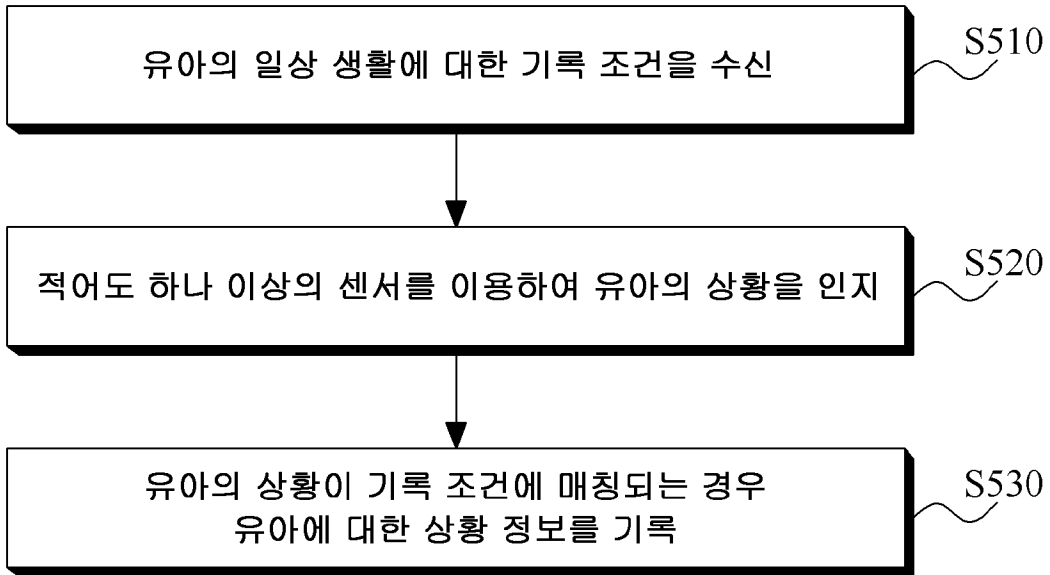 유아의 일상 생활에 대한 기록 조건을 수신
S510
적어도 하나 이상의 센서를 이용하여 유아의 상황을 인지
S520
유아의 상황이 기록 조건에 매칭되는 경우
유아에 대한 상황 정보를 기록
S530